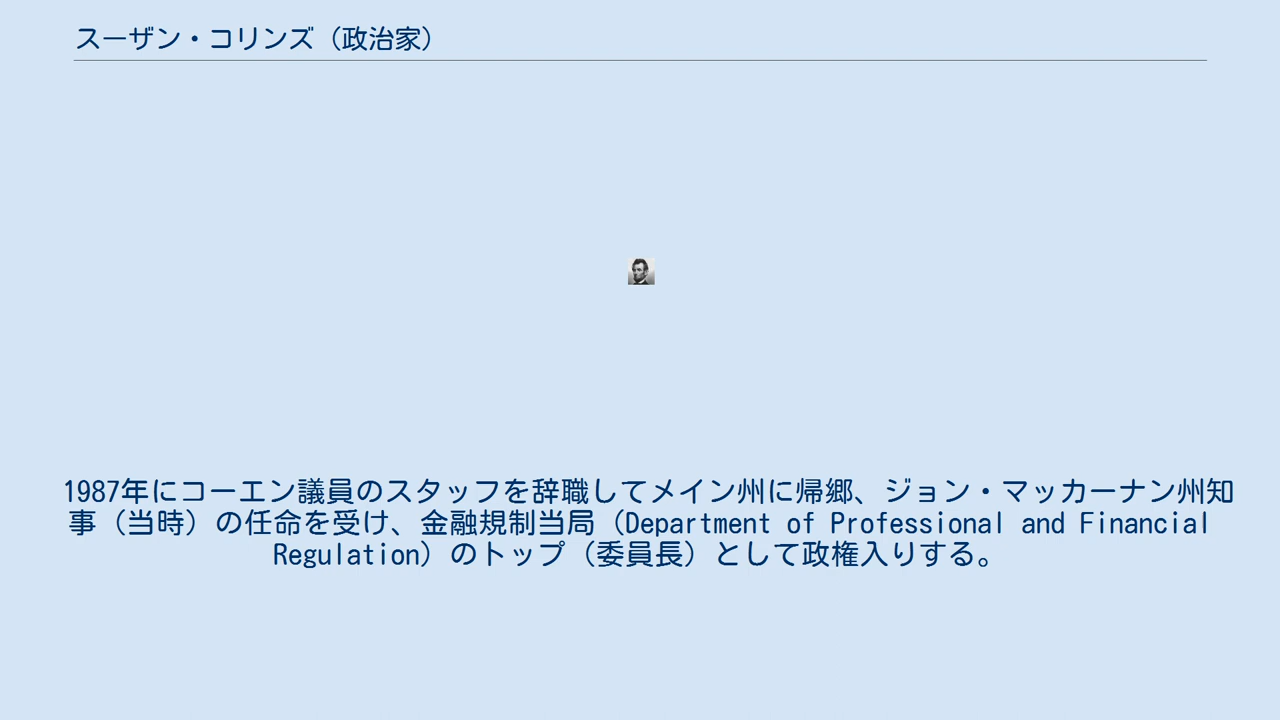 スーザン・コリンズ（政治家）
1987年にコーエン議員のスタッフを辞職してメイン州に帰郷、ジョン・マッカーナン州知
事（当時）の任命を受け、金融規制当局（Department of Professional and Financial
Regulation）のトップ（委員長）として政権入りする。